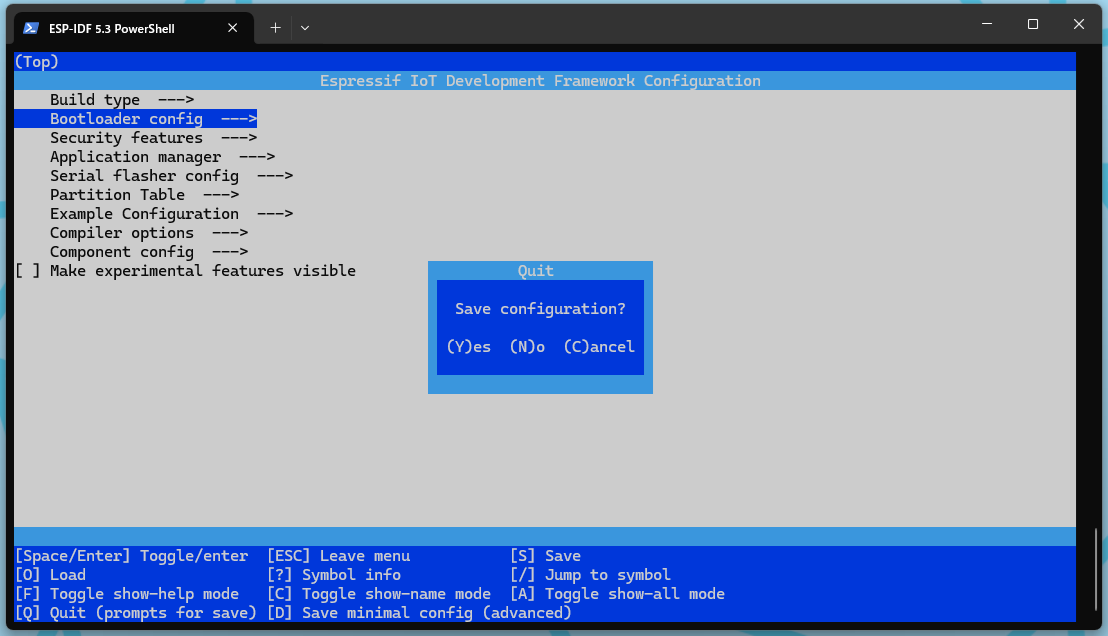 ESP-IDF 5.3 PowerShell
(Top)
Espressif IoT Development Framework Configuration
Build type  --->
Bootloader config  --->
Security features  --->
Application manager  --->
Serial flasher config  --->
Partition Table  --->
Example Configuration  --->
Compiler options  --->
Component config  --->
[ ] Make experimental features visible
Quit
Save configuration?
(Y)es  (N)o  (C)ancel
[Space/Enter] Toggle/enter  [ESC] Leave menu           [S] Save
[O] Load                    [?] Symbol info            [/] Jump to symbol
[F] Toggle show-help mode   [C] Toggle show-name mode  [A] Toggle show-all mode
[Q] Quit (prompts for save) [D] Save minimal config (advanced)